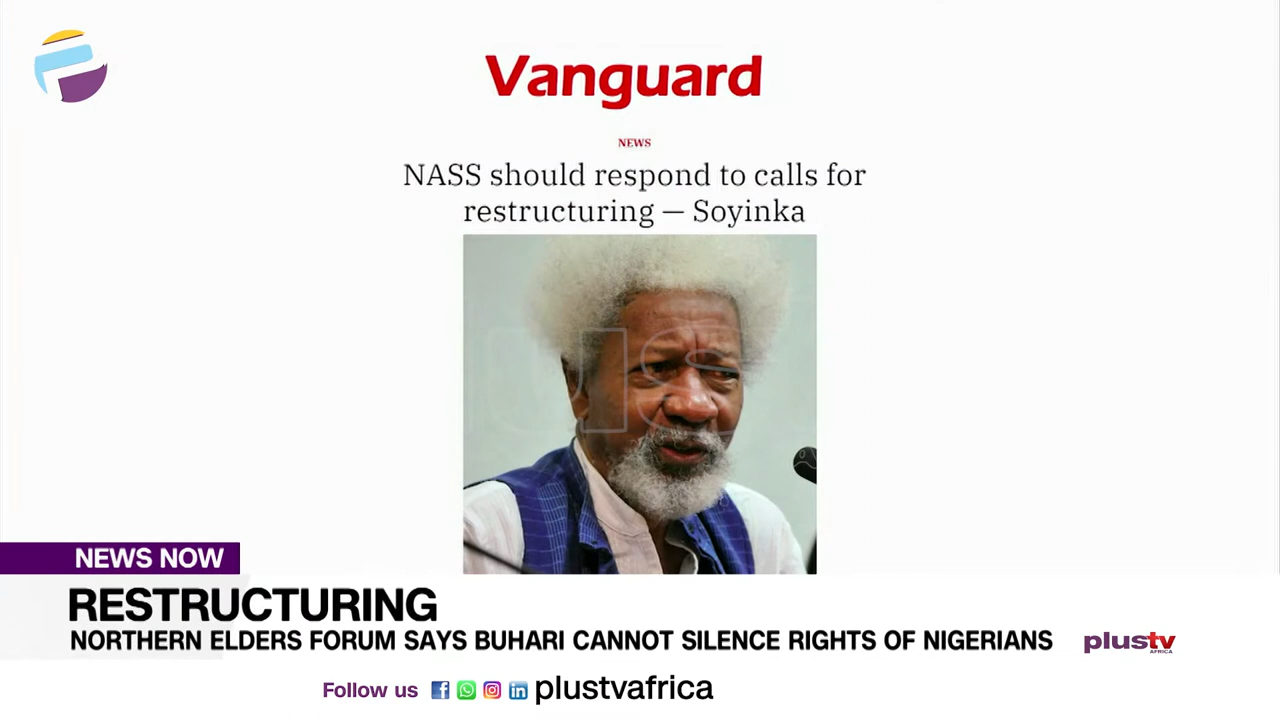 Vanguard
NEWS
NASS should respond to calls for
restructuring — Soyinka
NEWS NOW
RESTRUCTURING
NORTHERN ELDERS FORUM SAYS BUHARI CANNOT SILENCE RIGHTS OF NIGERIANS
plustv
AFRICA
Follow us plustvafrica